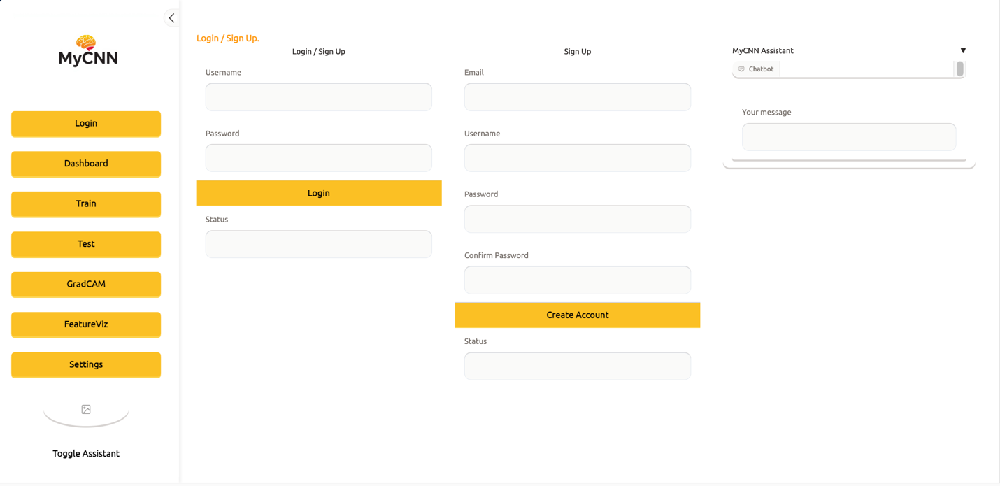 MyCNN
Login
Dashboard
Train
Test
GradCAM
FeatureViz
Settings
Toggle Assistant
Login / Sign Up.
Login / Sign Up
Username
Password
Login
Status
Sign Up
Email
Username
Password
Confirm Password
Create Account
Status
MyCNN Assistant ▼
Chatbot
Your message